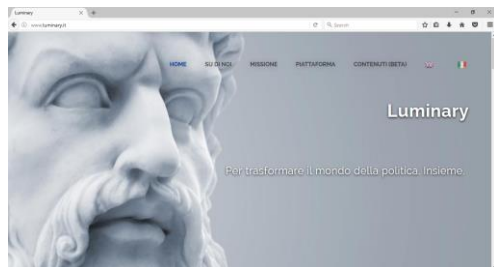 Luminary
www.luminary.it
Search
HOME SU DI NOI MISSIONE PIATTAFORMA CONTENUTI (BETA)
Luminary
Per trasformare il mondo della politica. Insieme.